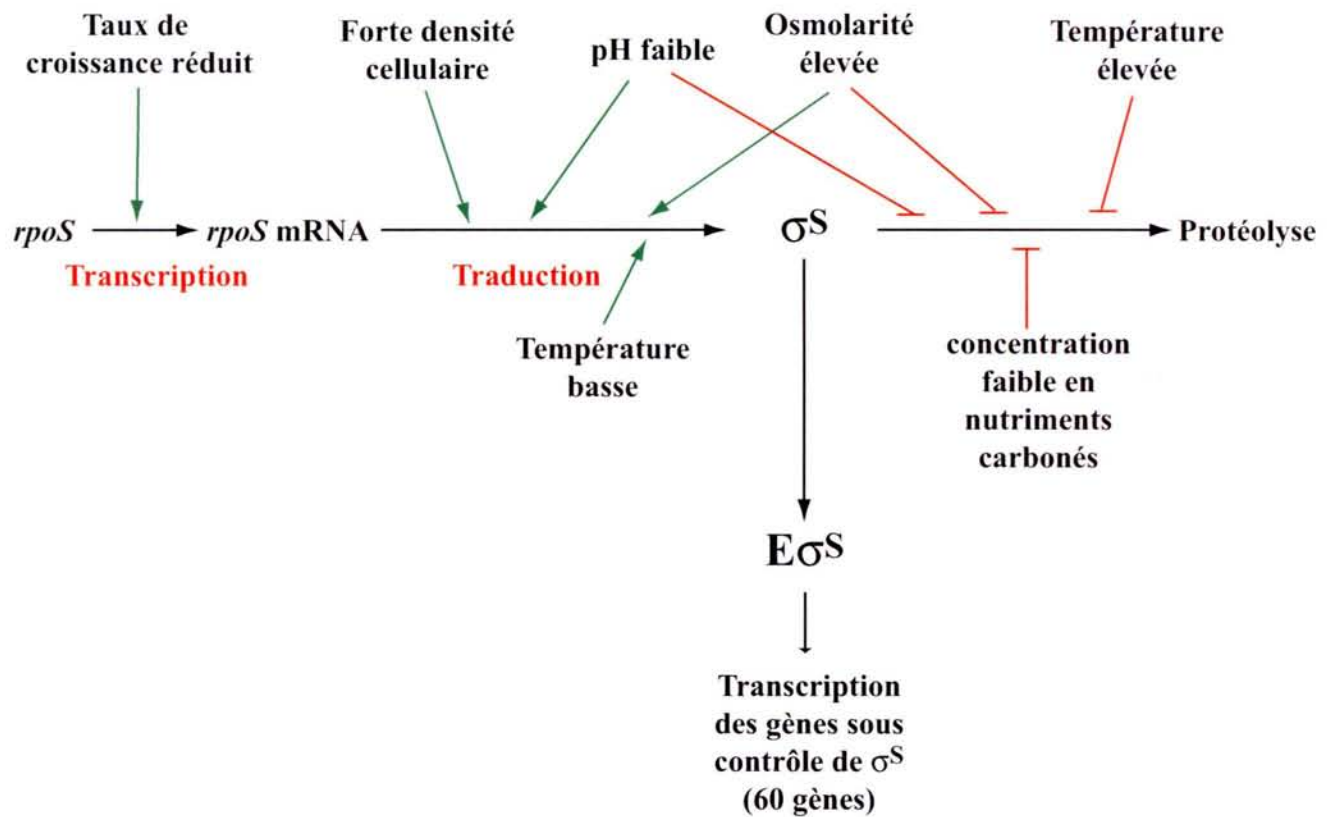 Taux de
croissance réduit
Forte densité
cellulaire
pH faible
Osmolarité
élevée
Température
élevée
rpoS
rpoS mRNA
σS
Protéolyse
Transcription
Traduction
Température
basse
concentration
faible en
nutriments
carbonés
EσS
Transcription
des gènes sous
contrôle de σS
(60 gènes)